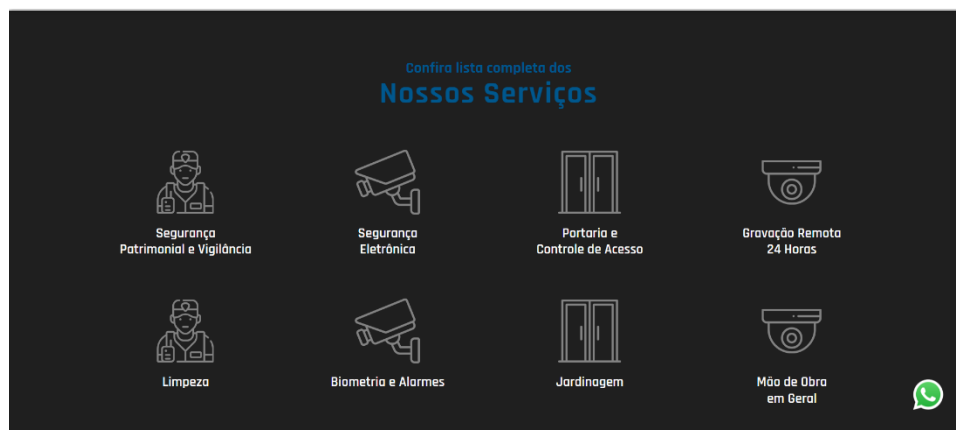 Confira lista completa dos
Nossos Serviços
Segurança
Patrimonial e Vigilância
Segurança
Eletrônica
Portaria e
Controle de Acesso
Gravação Remota
24 Horas
Limpeza
Biometria e Alarmes
Jardinagem
Mão de Obra
em Geral